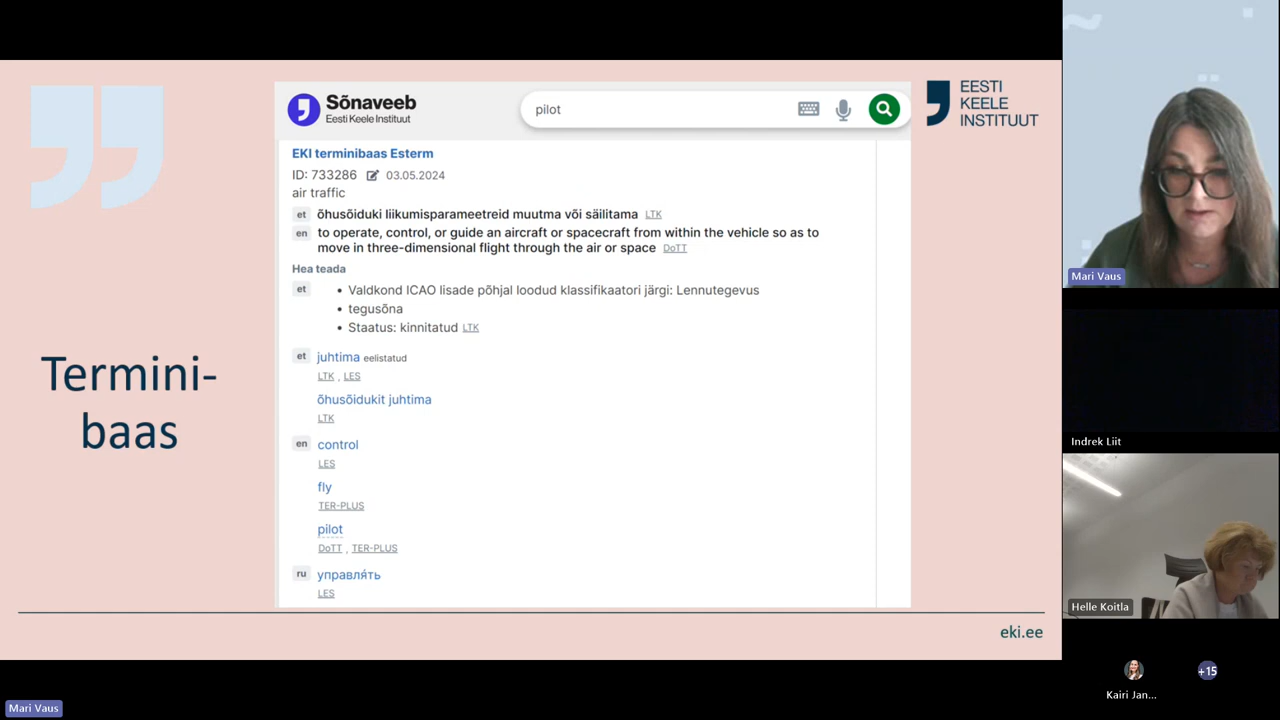 Sõnaveeb
Eesti Keele Instituut
pilot
EESTI
KEELE
INSTITUUT
EKI terminibaas Esterm
ID: 733286 03.05.2024
air traffic
et õhusõiduki liikumisparameetreid muutma või säilitama LTK
en to operate, control, or guide an aircraft or spacecraft from within the vehicle so as to
move in three-dimensional flight through the air or space DoTT
Hea teada
et • Valdkond ICAO lisade põhjal loodud klassifikaatori järgi: Lennutegevus
• tegusõna
• Staatus: kinnitatud LTK
et juhtima eelistatud
LTK , LES
õhusõidukit juhtima
LTK
en control
LES
fly
TER-PLUS
pilot
DoTT , TER-PLUS
ru управля́ть
LES
Termini-
baas
eki.ee
Mari Vaus
Mari Vaus
Indrek Liit
Helle Koitla
Kairi Jan...
+15